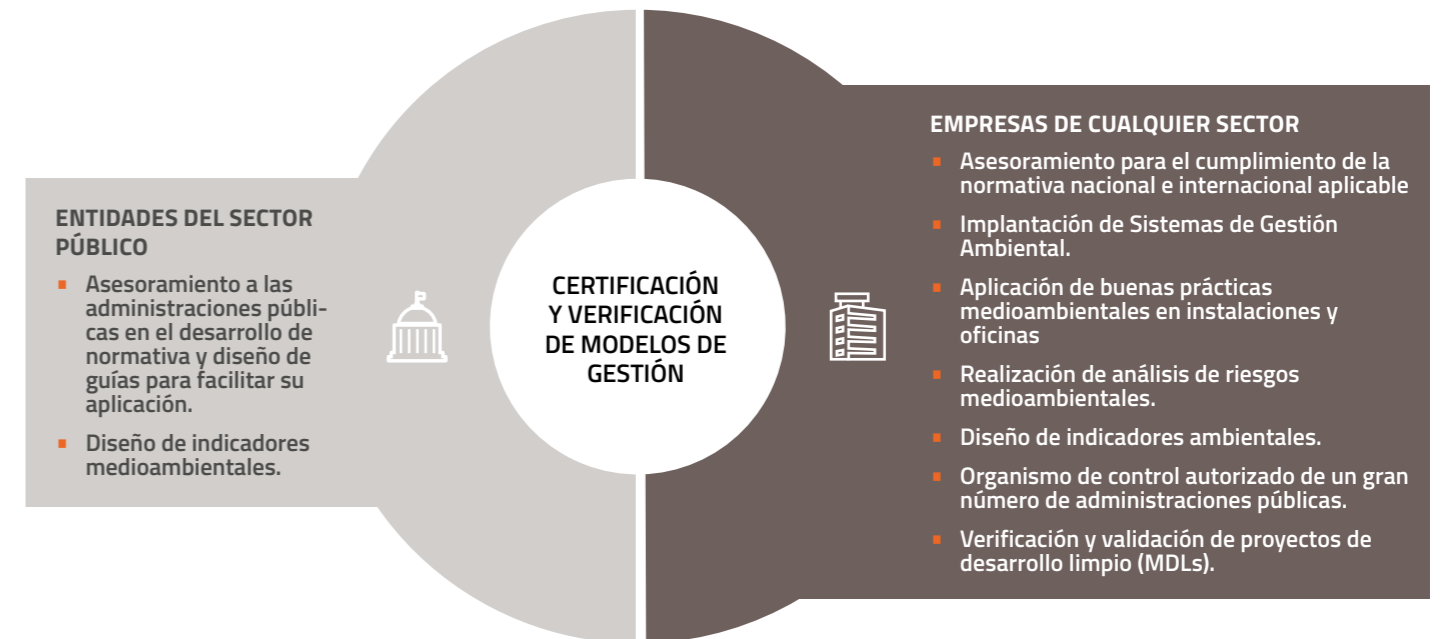 ENTIDADES DEL SECTOR
PÚBLICO
▪ Asesoramiento a las
administraciones públi-
cas en el desarrollo de
normativa y diseño de
guías para facilitar su
aplicación.
▪ Diseño de indicadores
medioambientales.
CERTIFICACIÓN
Y VERIFICACIÓN
DE MODELOS DE
GESTIÓN
EMPRESAS DE CUALQUIER SECTOR
▪ Asesoramiento para el cumplimiento de la
normativa nacional e internacional aplicable
▪ Implantación de Sistemas de Gestión
Ambiental.
▪ Aplicación de buenas prácticas
medioambientales en instalaciones y
oficinas
▪ Realización de análisis de riesgos
medioambientales.
▪ Diseño de indicadores ambientales.
▪ Organismo de control autorizado de un gran
número de administraciones públicas.
▪ Verificación y validación de proyectos de
desarrollo limpio (MDLs).